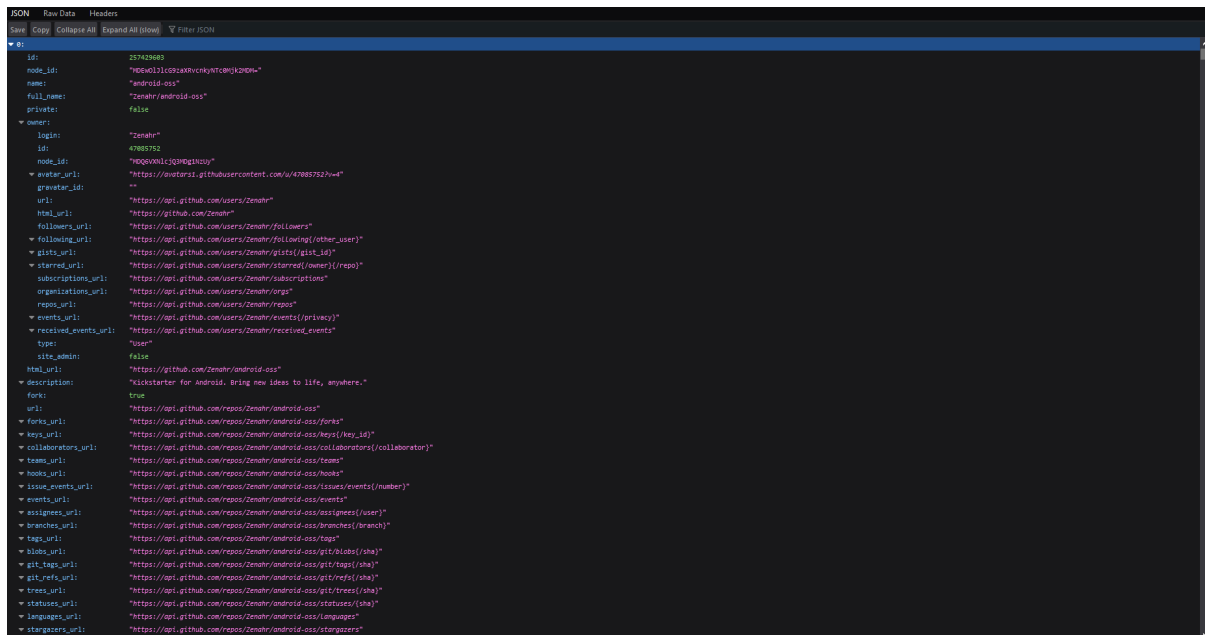 JSON Raw Data Headers
Save Copy Collapse All Expand All (slow) Filter JSON
0:
id: 257429603
node_id: "MDEwOlJlcG9zaXRvcnkyNTc0Mjk2MDM="
name: "android-oss"
full_name: "Zenahr/android-oss"
private: false
owner:
login: "Zenahr"
id: 47085752
node_id: "MDQ6VXNlcjQ3MDg1NzUy"
avatar_url: "https://avatars1.githubusercontent.com/u/47085752?v=4"
gravatar_id: ""
url: "https://api.github.com/users/Zenahr"
html_url: "https://github.com/Zenahr"
followers_url: "https://api.github.com/users/Zenahr/followers"
following_url: "https://api.github.com/users/Zenahr/following{/other_user}"
gists_url: "https://api.github.com/users/Zenahr/gists{/gist_id}"
starred_url: "https://api.github.com/users/Zenahr/starred{/owner}{/repo}"
subscriptions_url: "https://api.github.com/users/Zenahr/subscriptions"
organizations_url: "https://api.github.com/users/Zenahr/orgs"
repos_url: "https://api.github.com/users/Zenahr/repos"
events_url: "https://api.github.com/users/Zenahr/events{/privacy}"
received_events_url: "https://api.github.com/users/Zenahr/received_events"
type: "User"
site_admin: false
html_url: "https://github.com/Zenahr/android-oss"
description: "Kickstarter for Android. Bring new ideas to life, anywhere."
fork: true
url: "https://api.github.com/repos/Zenahr/android-oss"
forks_url: "https://api.github.com/repos/Zenahr/android-oss/forks"
keys_url: "https://api.github.com/repos/Zenahr/android-oss/keys{/key_id}"
collaborators_url: "https://api.github.com/repos/Zenahr/android-oss/collaborators{/collaborator}"
teams_url: "https://api.github.com/repos/Zenahr/android-oss/teams"
hooks_url: "https://api.github.com/repos/Zenahr/android-oss/hooks"
issue_events_url: "https://api.github.com/repos/Zenahr/android-oss/issues/events{/number}"
events_url: "https://api.github.com/repos/Zenahr/android-oss/events"
assignees_url: "https://api.github.com/repos/Zenahr/android-oss/assignees{/user}"
branches_url: "https://api.github.com/repos/Zenahr/android-oss/branches{/branch}"
tags_url: "https://api.github.com/repos/Zenahr/android-oss/tags"
blobs_url: "https://api.github.com/repos/Zenahr/android-oss/git/blobs{/sha}"
git_tags_url: "https://api.github.com/repos/Zenahr/android-oss/git/tags{/sha}"
git_refs_url: "https://api.github.com/repos/Zenahr/android-oss/git/refs{/sha}"
trees_url: "https://api.github.com/repos/Zenahr/android-oss/git/trees{/sha}"
statuses_url: "https://api.github.com/repos/Zenahr/android-oss/statuses/{sha}"
languages_url: "https://api.github.com/repos/Zenahr/android-oss/languages"
stargazers_url: "https://api.github.com/repos/Zenahr/android-oss/stargazers"